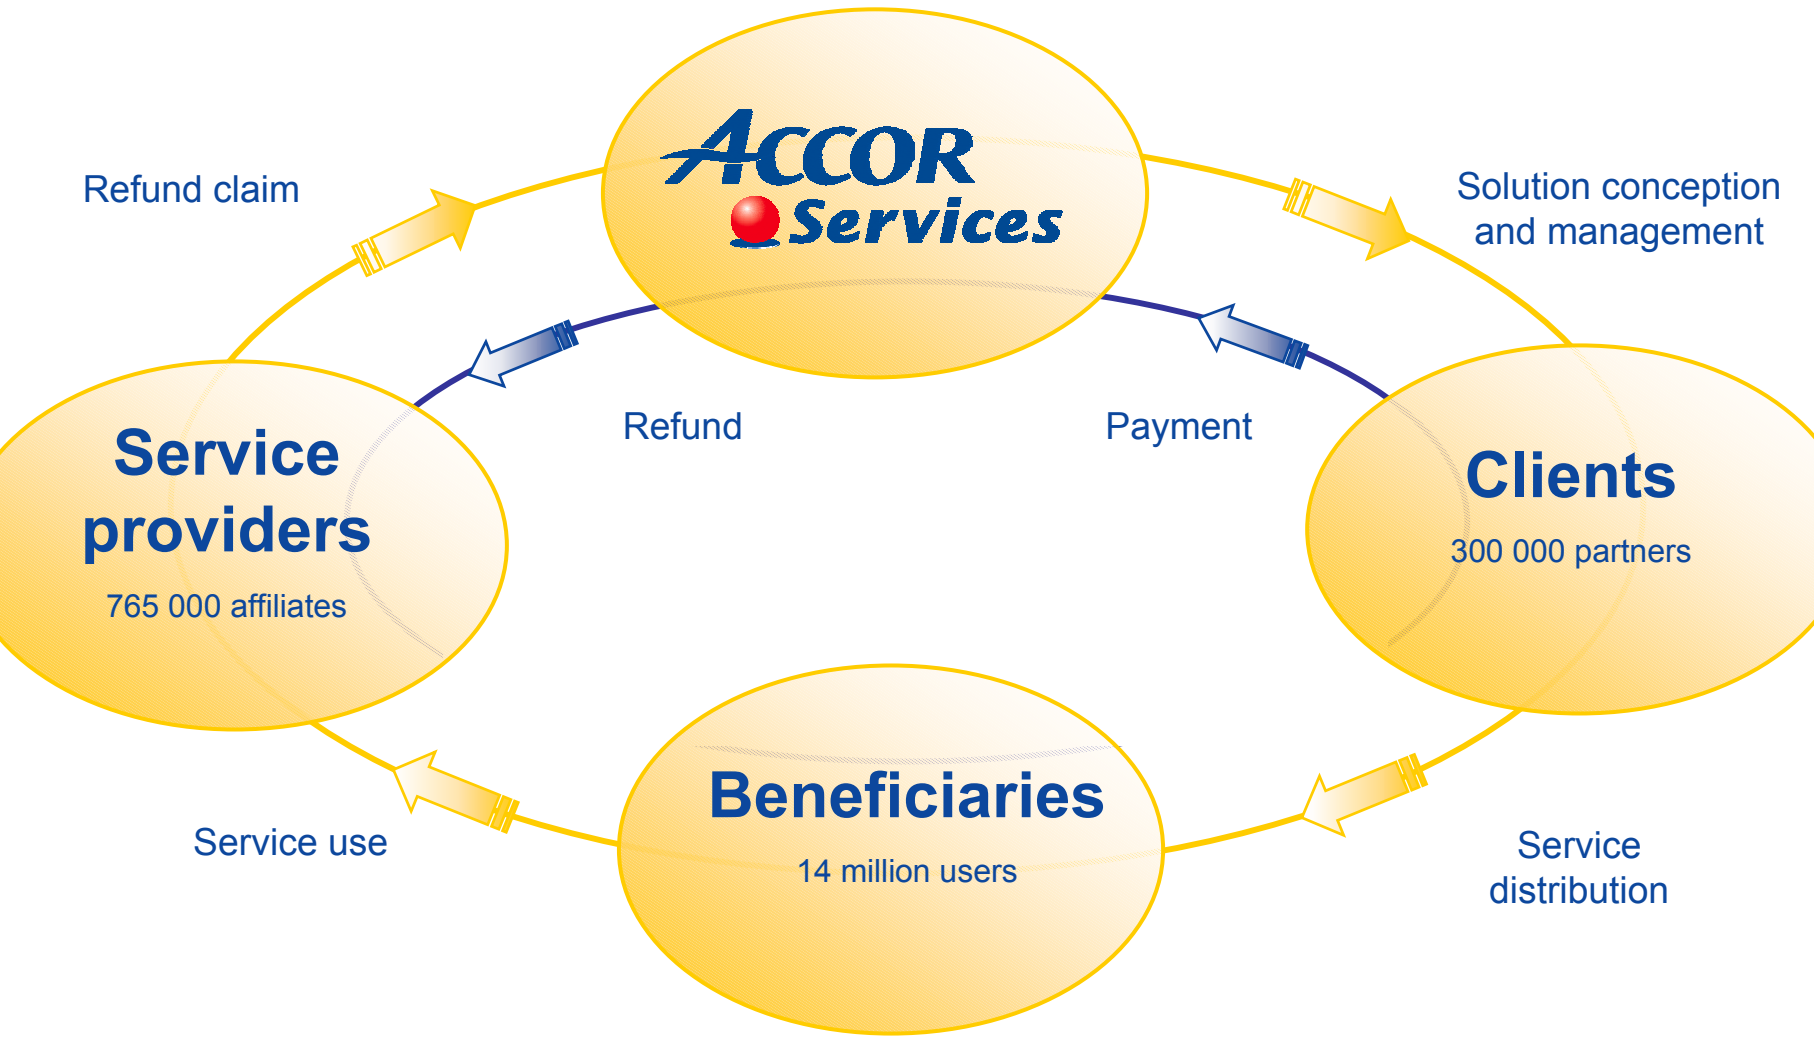 ACCOR
Services
Refund claim
Solution conception
and management
Refund
Payment
Service
providers
765 000 affiliates
Clients
300 000 partners
Beneficiaries
14 million users
Service use
Service
distribution